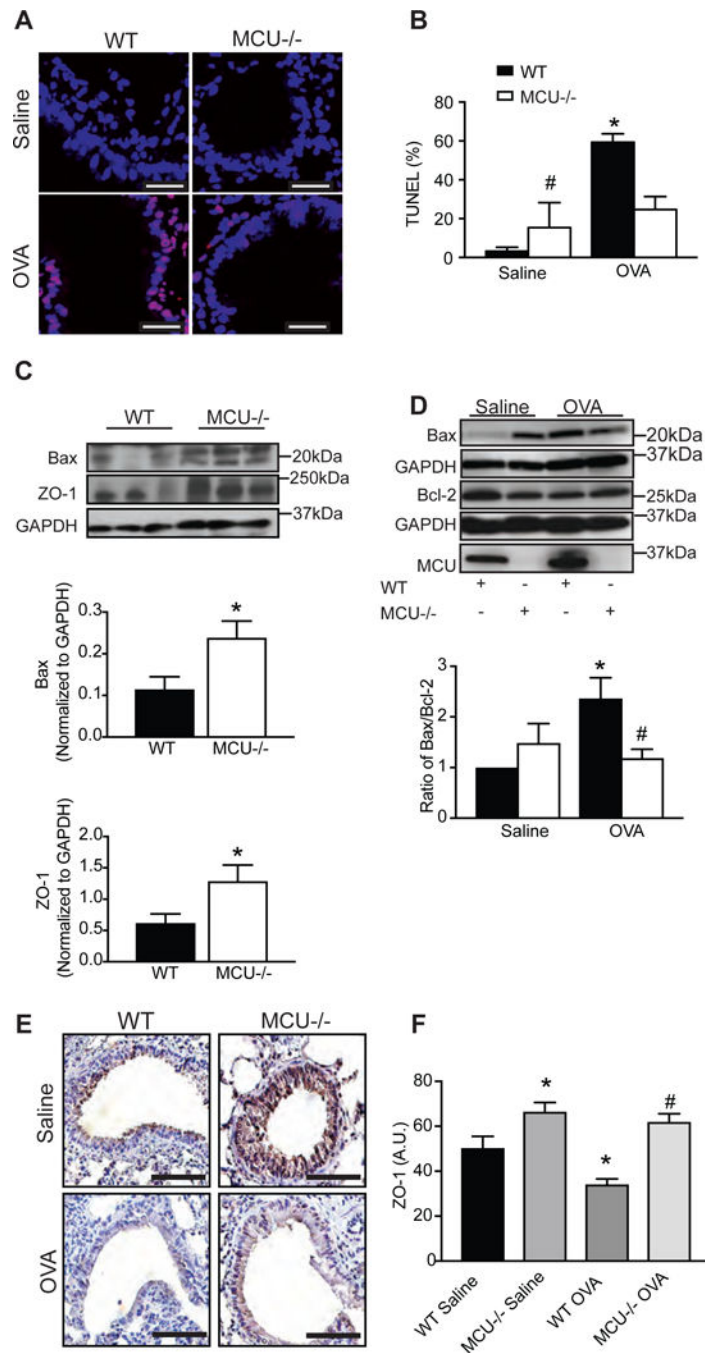 A
WT MCU-/-
Saline
OVA
B
WT
MCU-/-
TUNEL (%)
80
60
40
20
0
#
*
Saline OVA
C
WT MCU-/-
Bax 20kDa
ZO-1 250kDa
GAPDH 37kDa
Bax
(Normalized to GAPDH)
0.3
0.2
0.1
0.0
*
WT MCU-/-
ZO-1
(Normalized to GAPDH)
1.5
1.0
0.5
0.0
*
WT MCU-/-
D
Saline OVA
Bax 20kDa
GAPDH 37kDa
Bcl-2 25kDa
GAPDH 37kDa
MCU 37kDa
WT + - + -
MCU-/- - + - +
Ratio of Bax/Bcl-2
3
2
1
0
*
#
Saline OVA
E
WT MCU-/-
Saline
OVA
F
ZO-1 (A.U.)
80
60
40
20
0
*
*
#
WT Saline
MCU-/- Saline
WT OVA
MCU-/- OVA